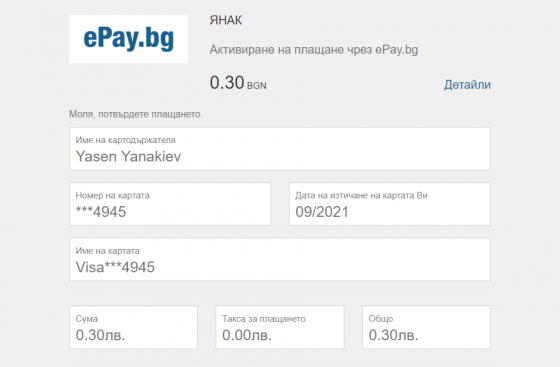 ePay.bg
ЯНАК
Активиране на плащане чрез ePay.bg
0.30 BGN
Детайли
Моля, потвърдете плащането.
Име на картодържателя
Yasen Yanakiev
Номер на картата
***4945
Дата на изтичане на картата Ви
09/2021
Име на картата
Visa***4945
Сума
0.30лв.
Такса за плащането
0.00лв.
Общо
0.30лв.